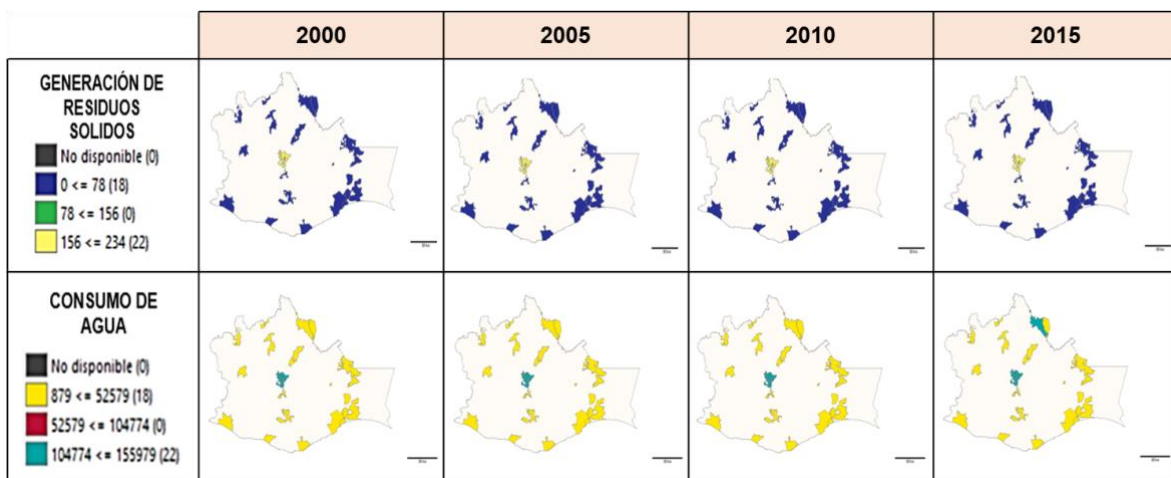 2000 2005 2010 2015
GENERACIÓN DE
RESIDUOS
SOLIDOS
No disponible (0)
0 <= 78 (18)
78 <= 156 (0)
156 <= 234 (22)
CONSUMO DE
AGUA
No disponible (0)
879 <= 52579 (18)
52579 <= 104774 (0)
104774 <= 155979 (22)